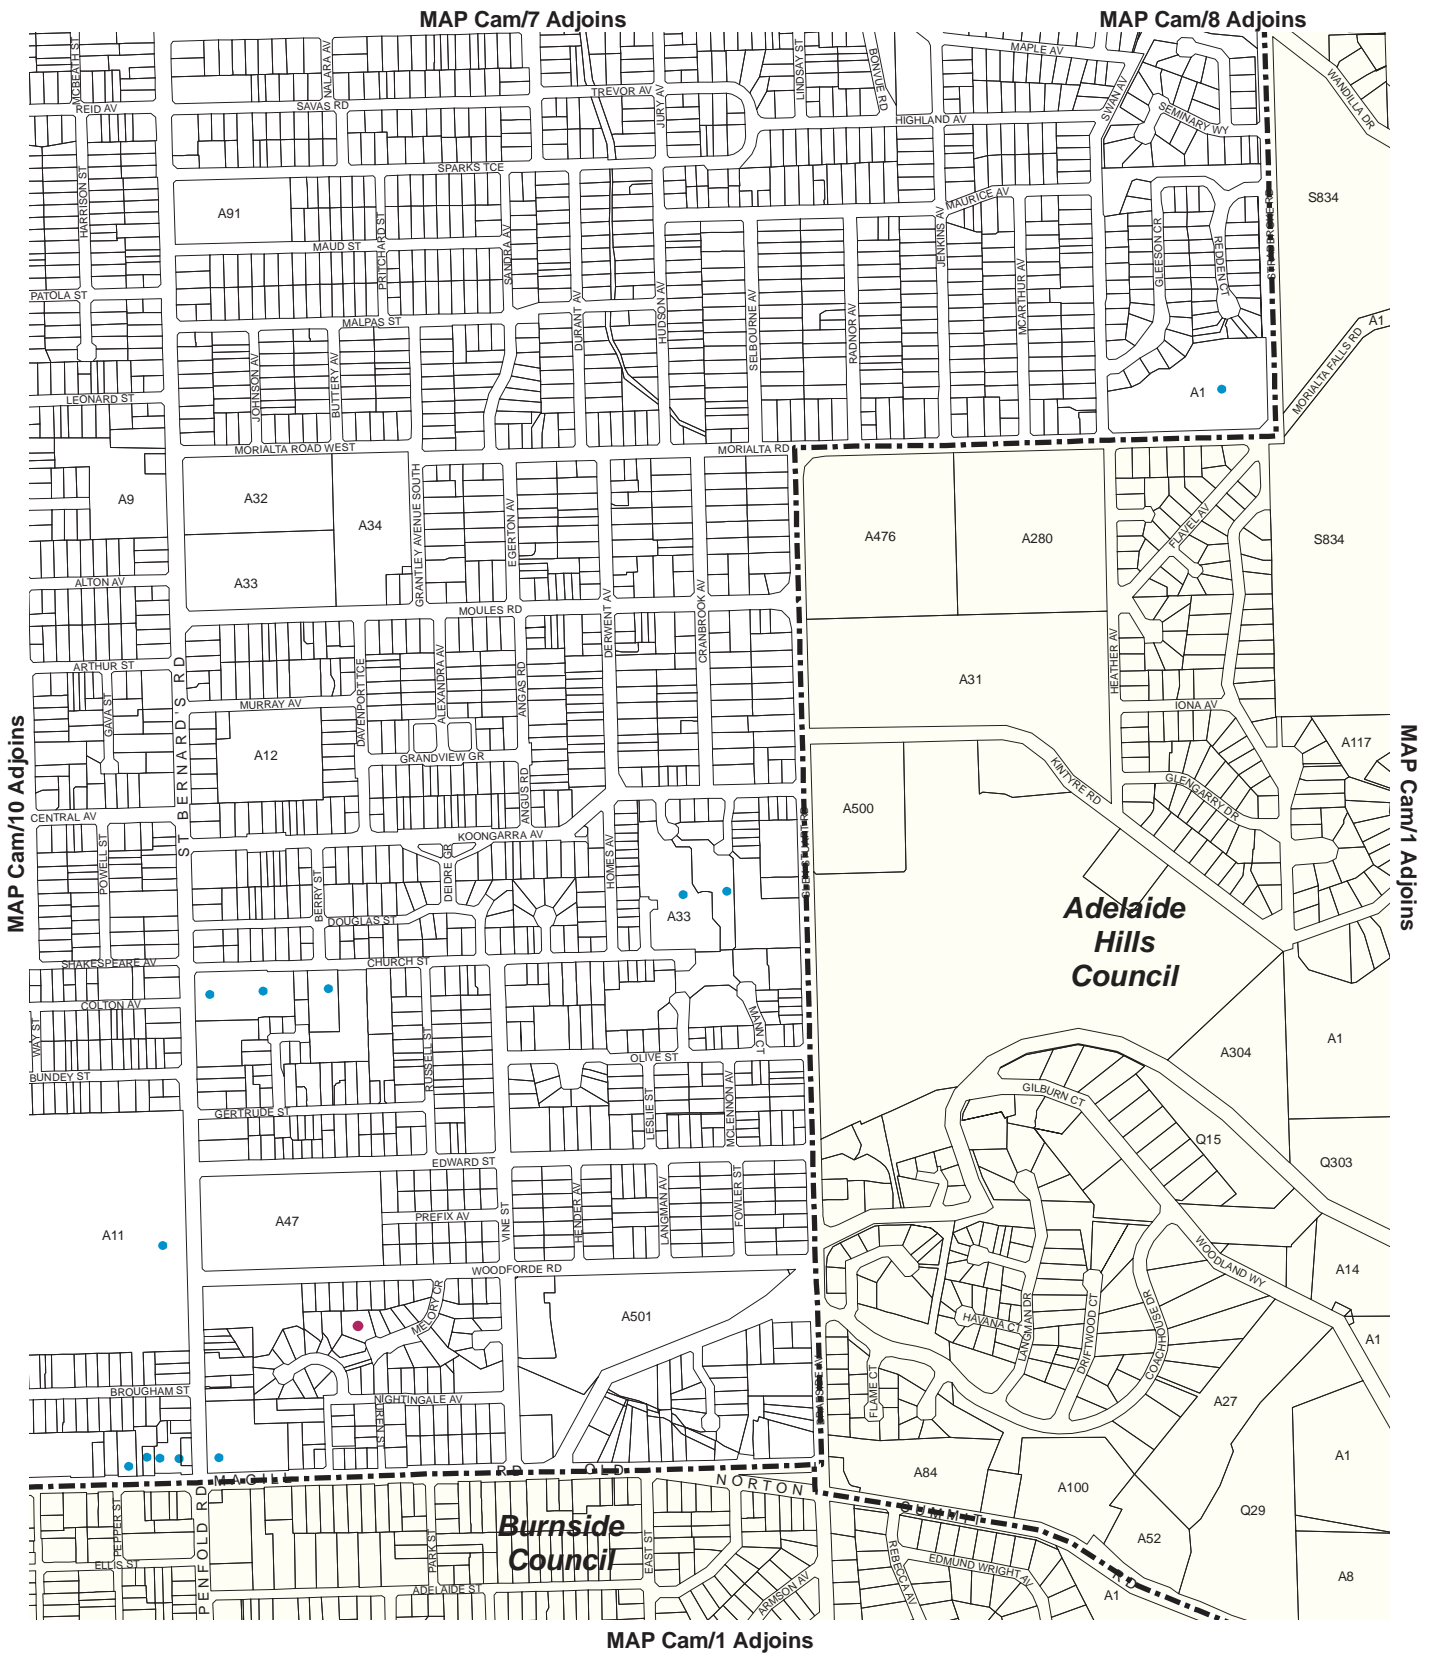 MAP Cam/7 Adjoins
MAP Cam/8 Adjoins
MCBEATH ST
NALARA AV
LINDSAY ST
BONVUE RD
MAPLE AV
SWAN AV
WANDILLA DR
REID AV
SAVAS RD
TREVOR AV
JURY AV
HIGHLAND AV
SEMINARY WY
SPARKS TCE
HARRISON ST
A91
PRITCHARD ST
MAUD ST
SANDRA AV
MAURICE AV
JENKINS AV
GLEESON CR
REDDEN CT
S834
PATOLA ST
MALPAS ST
DURANT AV
HUDSON AV
SELBOURNE AV
RADNOR AV
MCARTHUR AV
A1
MORIALTA FALLS RD
JOHNSON AV
BUTTERY AV
LEONARD ST
A1
MORIALTA ROAD WEST
MORIALTA RD
A9
A32
A34
A33
GRANTLEY AVENUE SOUTH
EGERTON AV
A476
A280
FLAVEL AV
S834
ALTON AV
MOULES RD
DERWENT AV
CRANBROOK AV
HEATHER AV
ARTHUR ST
ST BERNARD'S RD
GAVA ST
MURRAY AV
DAVENPORT TCE
ALEXANDRA AV
ANGAS RD
A31
IONA AV
A12
GRANDVIEW GR
ANGUS RD
A117
KINTYRE RD
GLENGARRY DR
MAP Cam/10 Adjoins
MAP Cam/1 Adjoins
CENTRAL AV
POWELL ST
KOONGARRA AV
DEIDRE GR
HOMES AV
A500
BERRY ST
DOUGLAS ST
A33
Adelaide
Hills
Council
SHAKESPEARE AV
CHURCH ST
COLTON AV
WAY ST
RUSSELL ST
MANN CT
OLIVE ST
A304
A1
BUNDEY ST
GERTRUDE ST
LESLIE ST
MCLENNON AV
GILBURN CT
Q15
Q303
EDWARD ST
A11
A47
PREFIX AV
VINE ST
HENDER AV
LANGMAN AV
FOWLER ST
WOODFORDE RD
WOODLAND WY
A14
MELORY CR
A501
HAVANA CT
LANGMAN DR
DRIFTWOOD CT
COACHHOUSE DR
A1
BROUGHAM ST
NIGHTINGALE AV
FLAME CT
A27
A1
MAGILL RD
OLD NORTON SUMMIT RD
A84
A100
Q29
PENFOLD RD
PEPPER ST
PARK ST
Burnside
Council
EAST ST
A52
ELLIS ST
ADELAIDE ST
ARMSON AV
REBECCA AV
EDMUND WRIGHT AV
A1
A8
MAP Cam/1 Adjoins